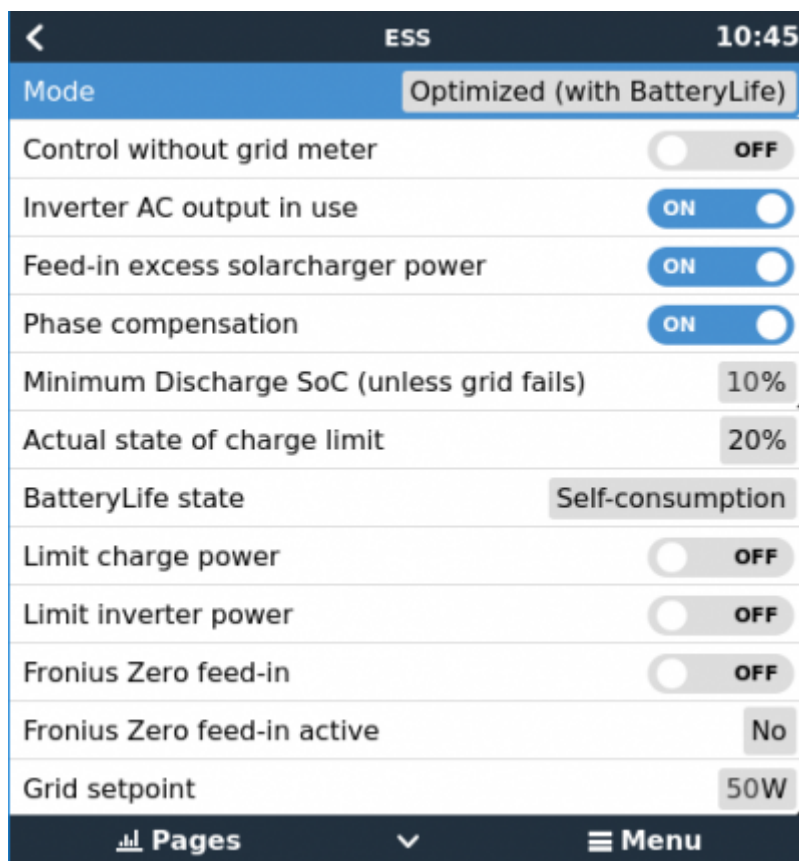 ESS 10:45
Mode Optimized (with BatteryLife)
Control without grid meter OFF
Inverter AC output in use ON
Feed-in excess solarcharger power ON
Phase compensation ON
Minimum Discharge SoC (unless grid fails) 10%
Actual state of charge limit 20%
BatteryLife state Self-consumption
Limit charge power OFF
Limit inverter power OFF
Fronius Zero feed-in OFF
Fronius Zero feed-in active No
Grid setpoint 50W
Pages Menu